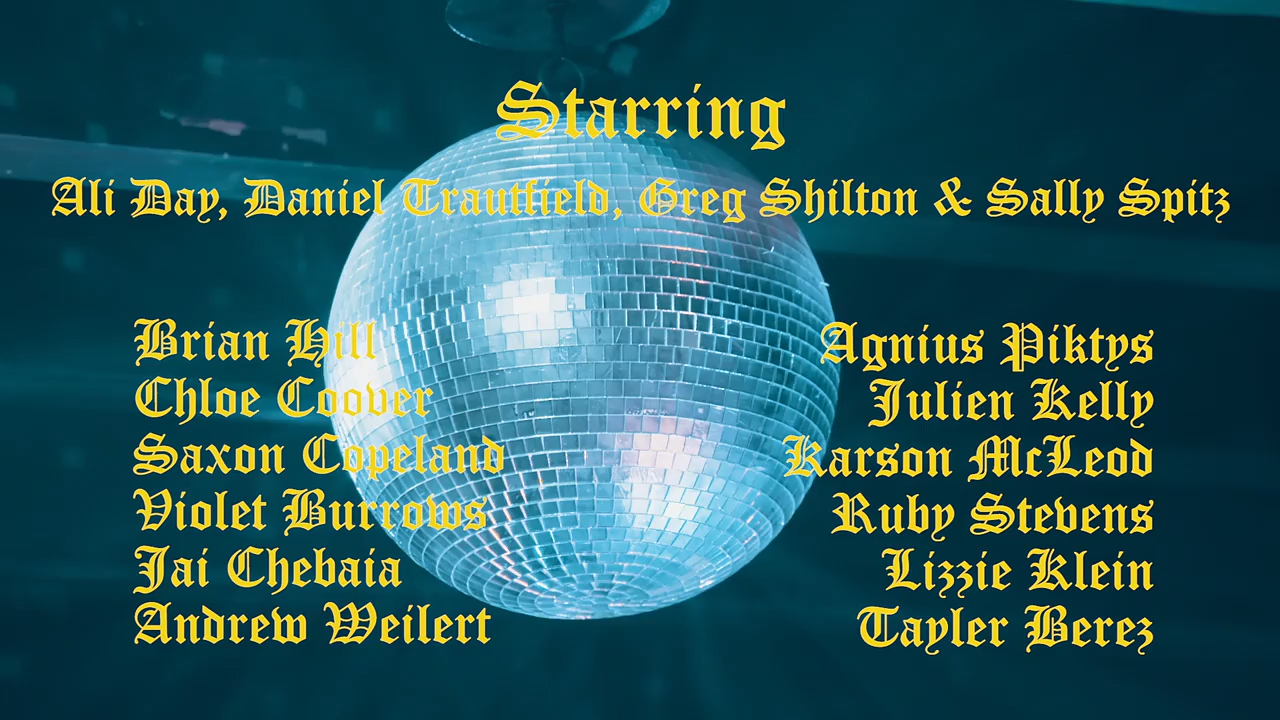 Starring
Ali Day, Daniel Trautfield, Greg Shilton & Sally Spitz
Brian Hill
Chloe Coover
Saxon Copeland
Violet Burrows
Jai Chebaia
Andrew Weilert
Agnius Piktys
Julien Kelly
Karson McLeod
Ruby Stevens
Lizzie Klein
Tayler Berez